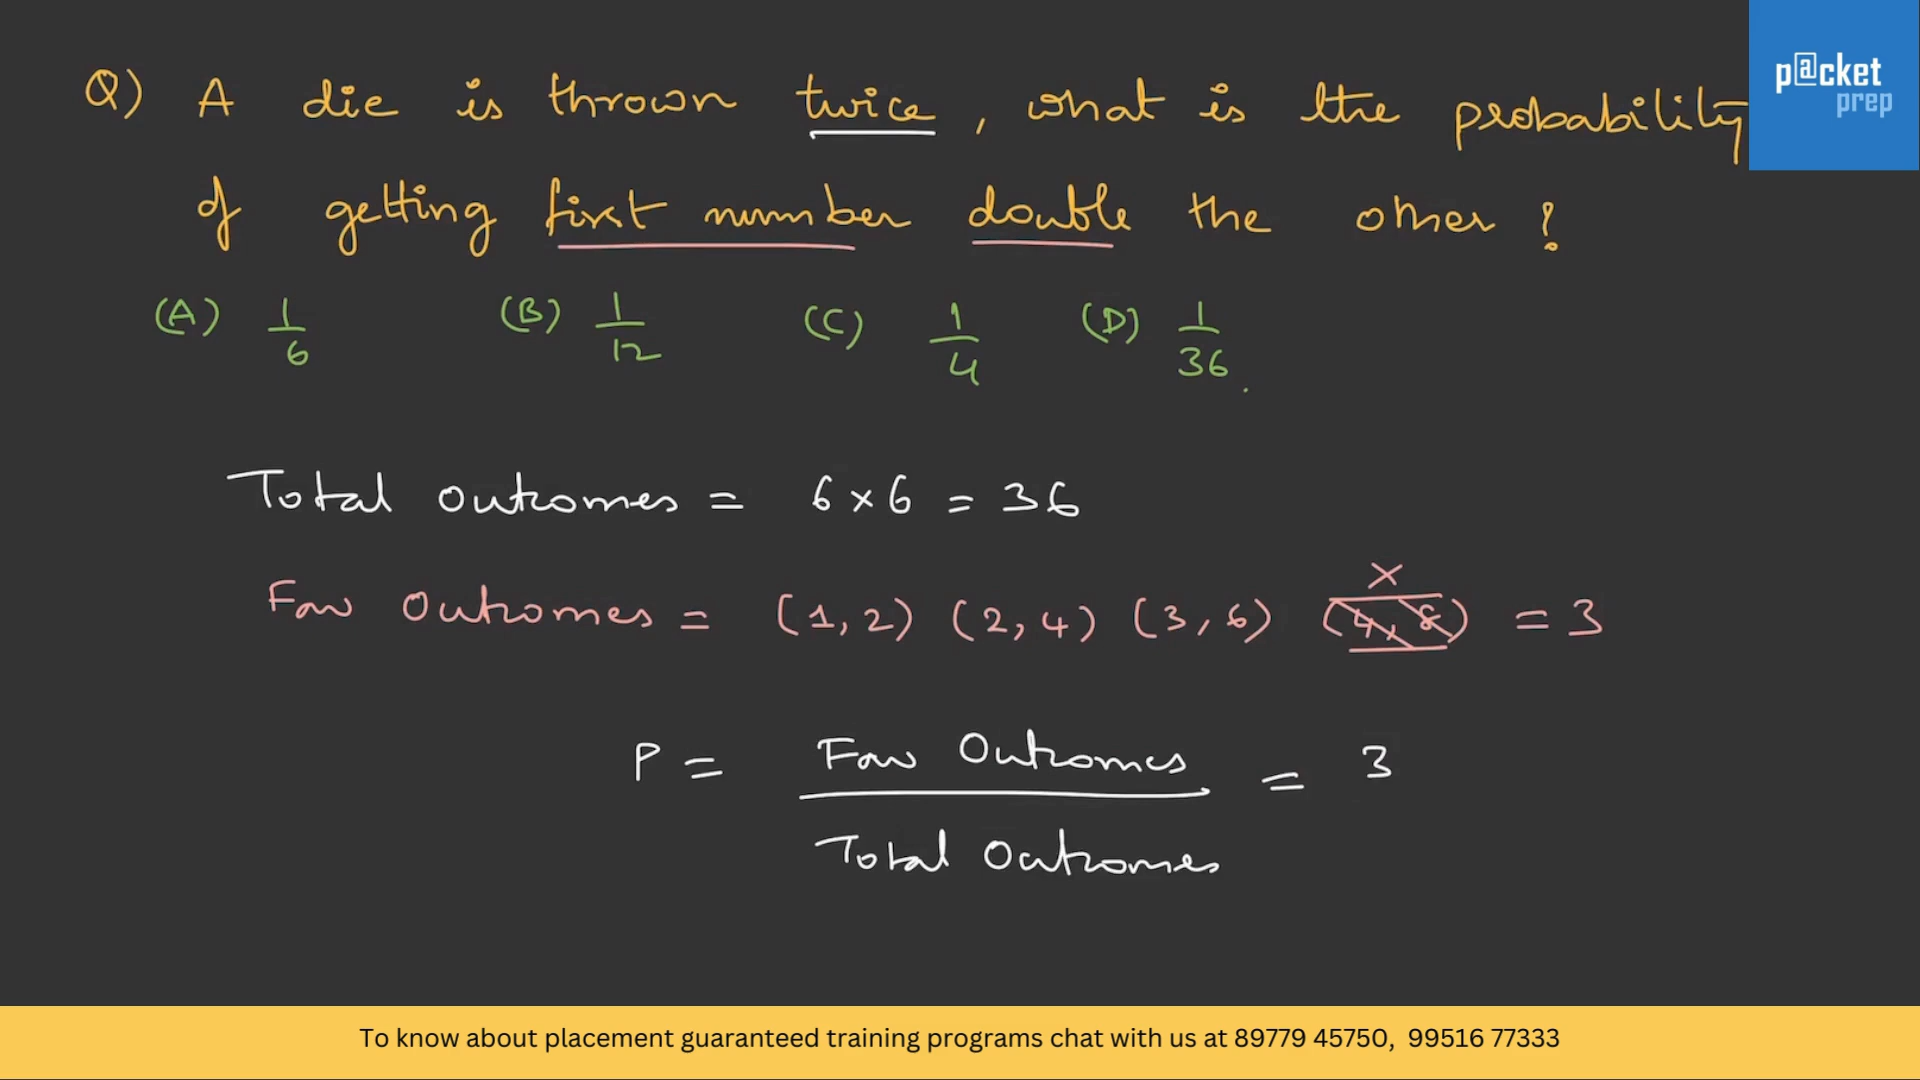 p@cket
prep
Q) A die is thrown twice, what is the probability
of getting first number double the other?
(A) 1/6 (B) 1/12 (C) 1/4 (D) 1/36.
Total Outcomes = 6 × 6 = 36
Fav Outcomes = (1, 2) (2, 4) (3, 6) (4, 8) = 3
X
P = Fav Outcomes / Total Outcomes = 3
To know about placement guaranteed training programs chat with us at 89779 45750, 99516 77333